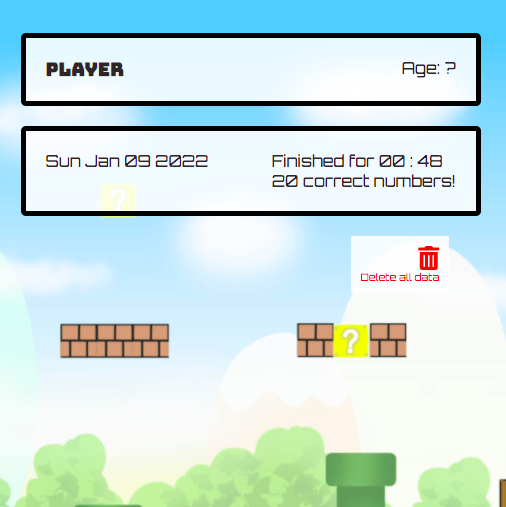 PLAYER Age: ?
Sun Jan 09 2022 Finished for 00 : 48
20 correct numbers!
?
Delete all data
?